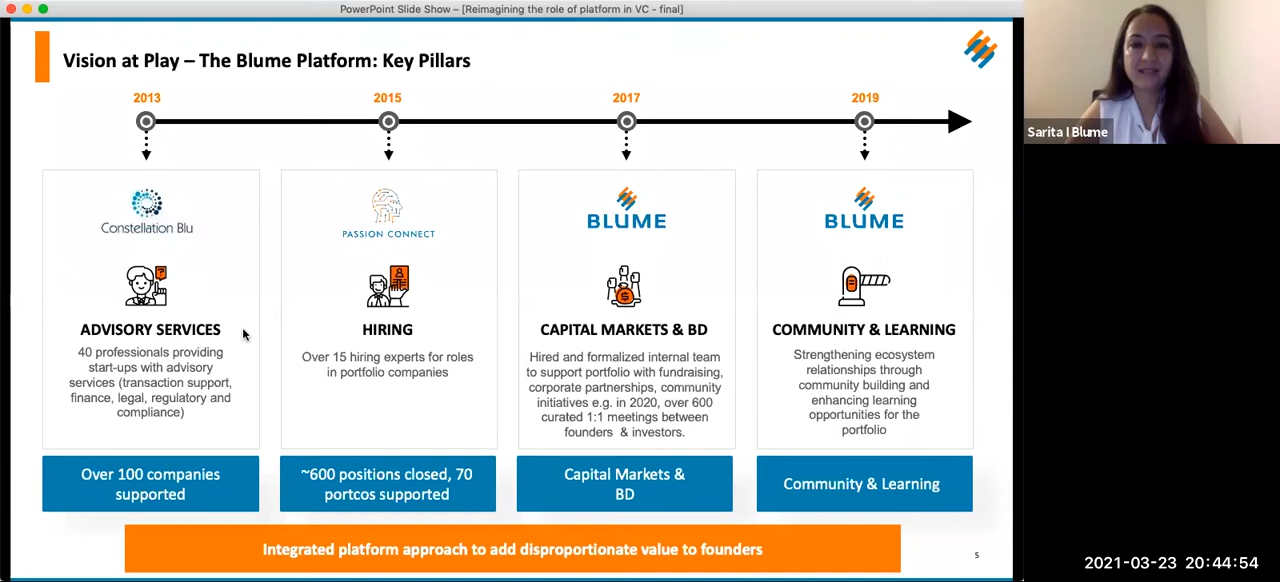 PowerPoint Slide Show – [Reimagining the role of platform in VC - final]
Vision at Play – The Blume Platform: Key Pillars
2013
2015
2017
2019
Constellation Blu
ADVISORY SERVICES
40 professionals providing
start-ups with advisory
services (transaction support,
finance, legal, regulatory and
compliance)
Over 100 companies
supported
PASSION CONNECT
HIRING
Over 15 hiring experts for roles
in portfolio companies
~600 positions closed, 70
portcos supported
BLUME
CAPITAL MARKETS & BD
Hired and formalized internal team
to support portfolio with fundraising,
corporate partnerships, community
initiatives e.g. in 2020, over 600
curated 1:1 meetings between
founders & investors.
Capital Markets &
BD
BLUME
COMMUNITY & LEARNING
Strengthening ecosystem
relationships through
community building and
enhancing learning
opportunities for the
portfolio
Community & Learning
Integrated platform approach to add disproportionate value to founders
5
Sarita I Blume
2021-03-23 20:44:54